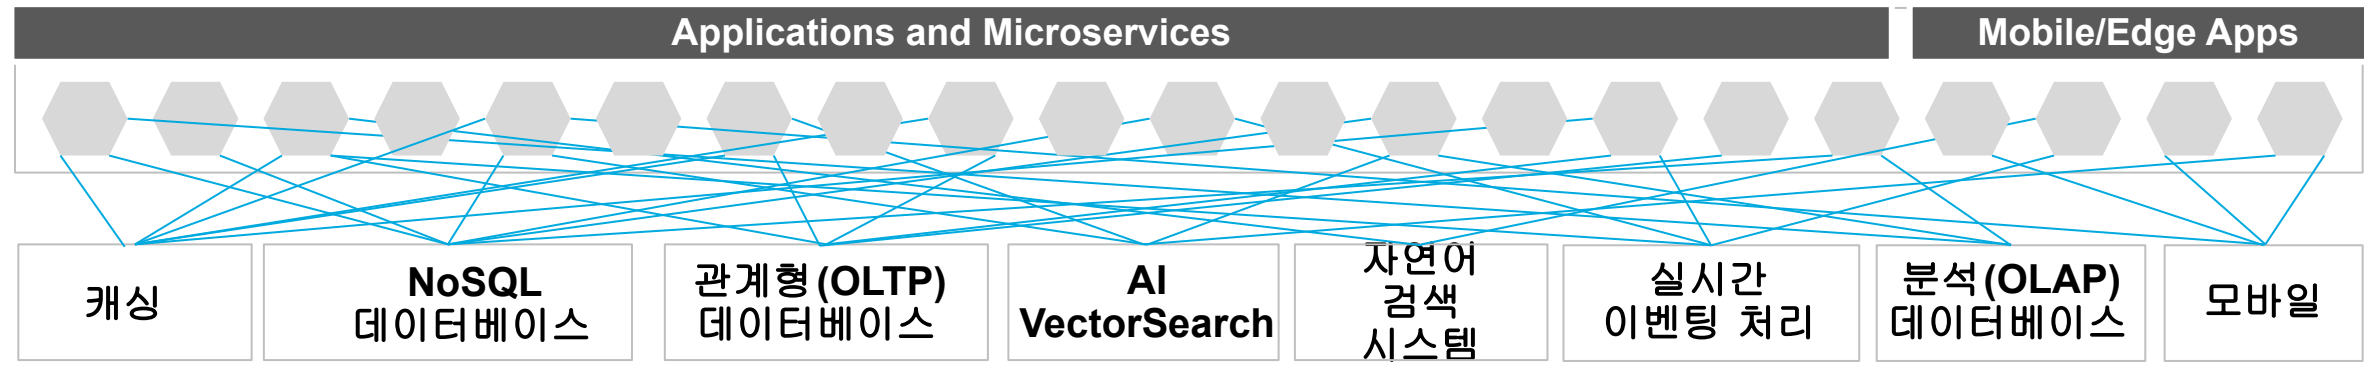 Applications and Microservices
Mobile/Edge Apps
캐싱
NoSQL
데이터베이스
관계형(OLTP)
데이터베이스
AI
VectorSearch
자연어
검색
시스템
실시간
이벤팅 처리
분석(OLAP)
데이터베이스
모바일